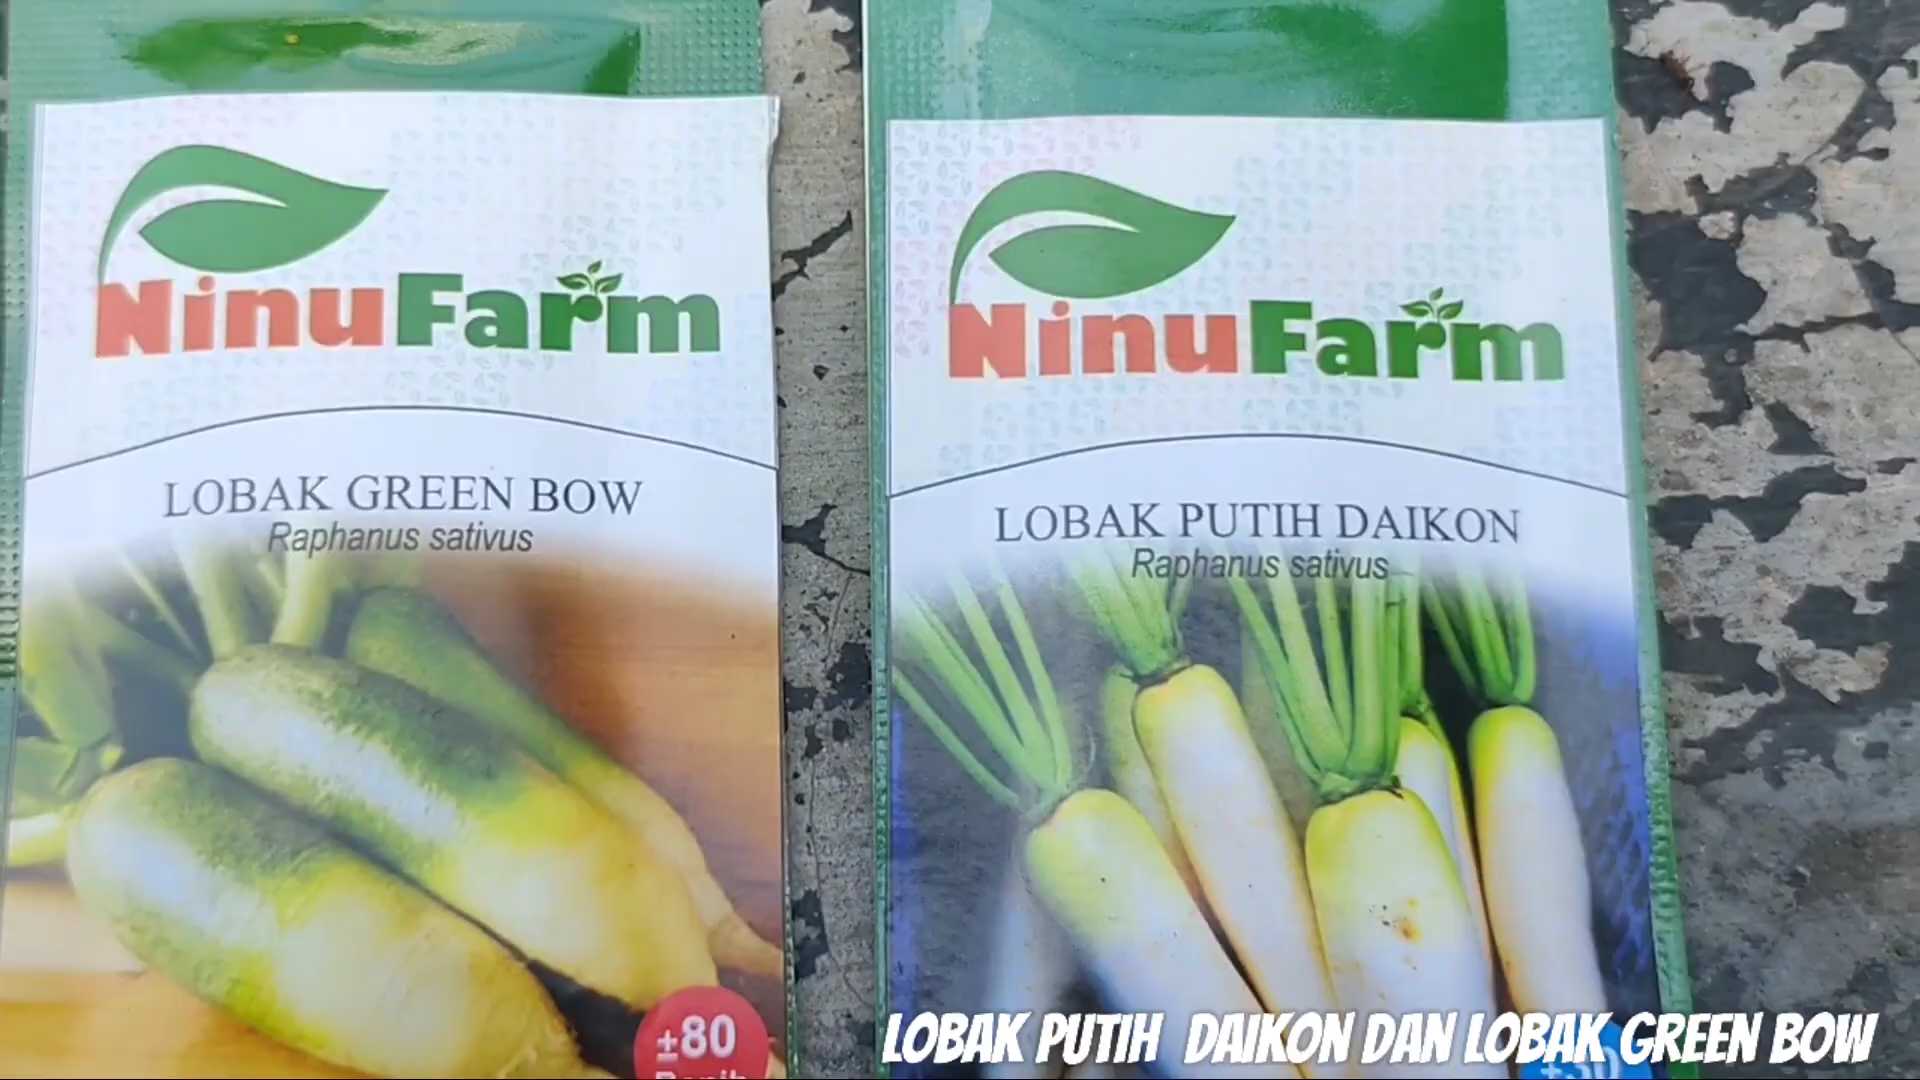 NinuFarm
LOBAK GREEN BOW
Raphanus sativus
±80
Benih
NinuFarm
LOBAK PUTIH DAIKON
Raphanus sativus
LOBAK PUTIH DAIKON DAN LOBAK GREEN BOW